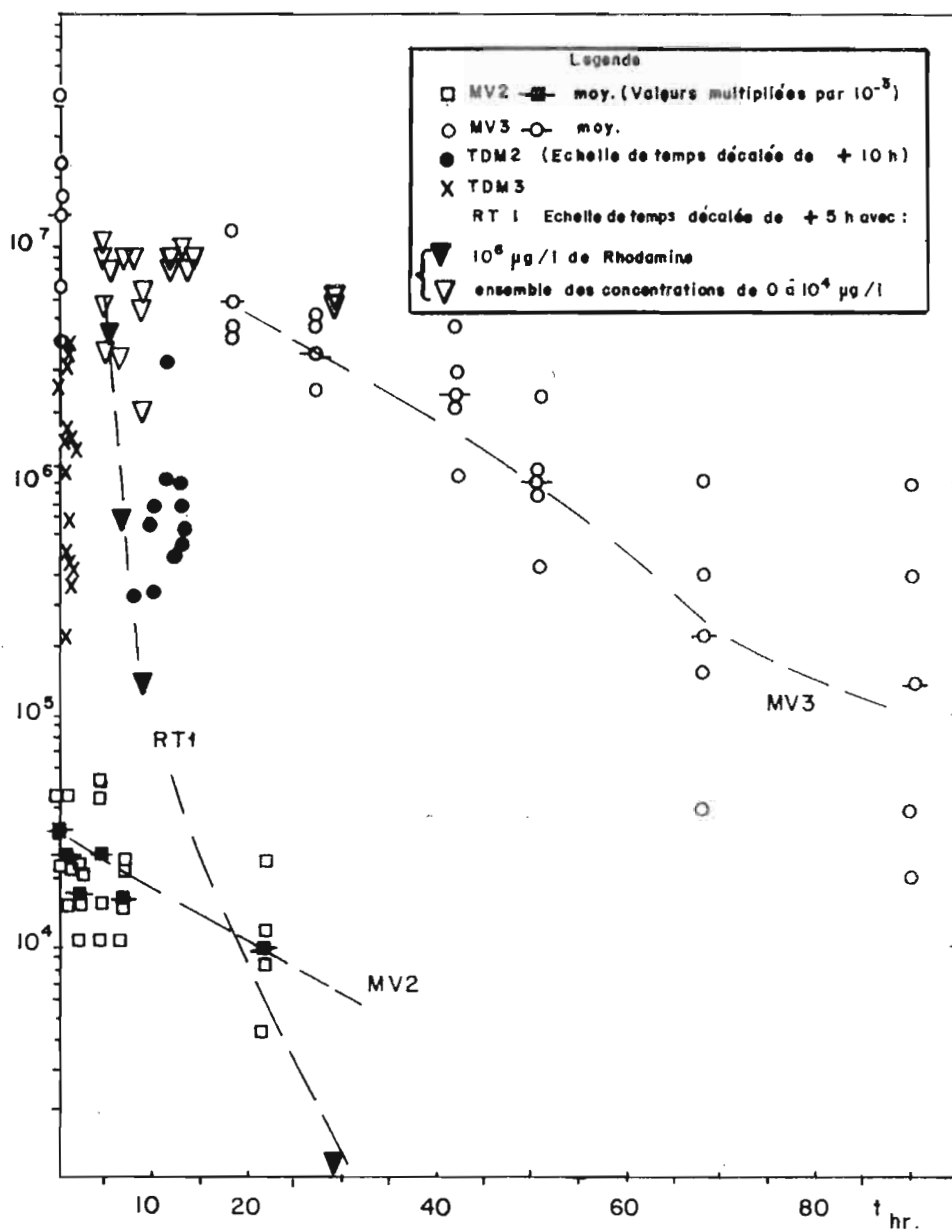 Legende
MV2 moy. (Valeurs multipliées par 10⁻³)
MV3 moy.
TDM2 (Echelle de temps décalée de + 10 h)
TDM3
RT 1 Echelle de temps décalée de + 5 h avec :
10⁶ µg/l de Rhodamine
ensemble des concentrations de 0 à 10⁴ µg/l
10⁷
10⁶
10⁵
10⁴
RT1
MV3
MV2
10
20
40
60
80
t hr.